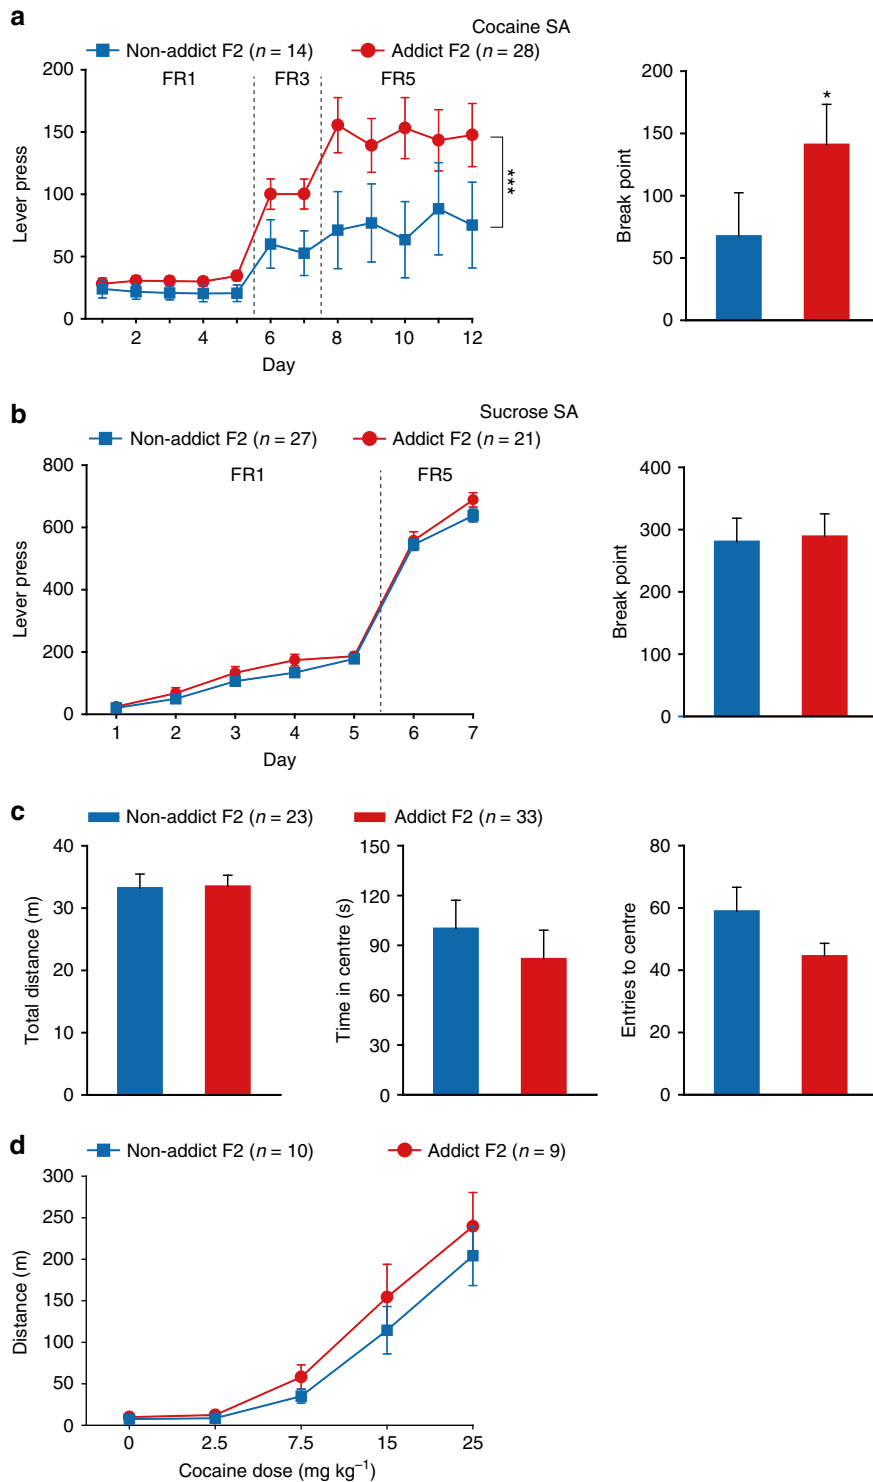 a
Cocaine SA
Non-addict F2 (n = 14)
Addict F2 (n = 28)
FR1
FR3
FR5
200
150
100
50
0
Lever press
***
2
4
6
8
10
12
Day
200
150
100
50
0
Break point
*
b
Sucrose SA
Non-addict F2 (n = 27)
Addict F2 (n = 21)
FR1
FR5
800
600
400
200
0
Lever press
1
2
3
4
5
6
7
Day
400
300
200
100
0
Break point
c
Non-addict F2 (n = 23)
Addict F2 (n = 33)
40
33
33
10
0
Total distance (m)
150
120
90
60
30
0
Time in centre (s)
80
60
40
20
0
Entries to centre
d
Non-addict F2 (n = 10)
Addict F2 (n = 9)
300
250
200
150
100
50
0
Distance (m)
0
2.5
7.5
15
25
Cocaine dose (mg kg⁻¹)